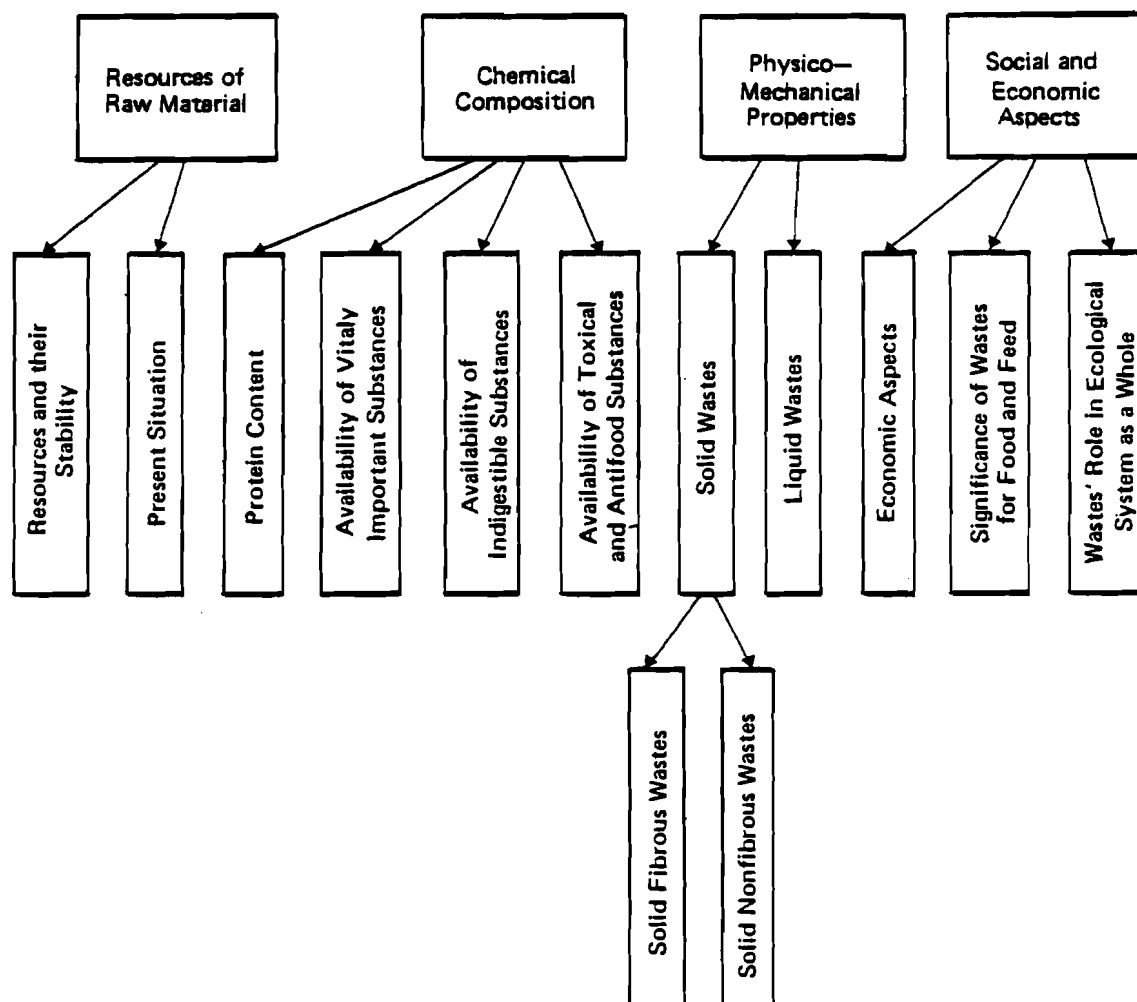 Resources of
Raw Material
Chemical
Composition
Physico—
Mechanical
Properties
Social and
Economic
Aspects
Resources and their
Stability
Present Situation
Protein Content
Availability of Vitaly
Important Substances
Availability of
Indigestible Substances
Availability of Toxical
and Antifood Substances
Solid Wastes
Liquid Wastes
Economic Aspects
Significance of Wastes
for Food and Feed
Wastes' Role in Ecological
System as a Whole
Solid Fibrous Wastes
Solid Nonfibrous Wastes